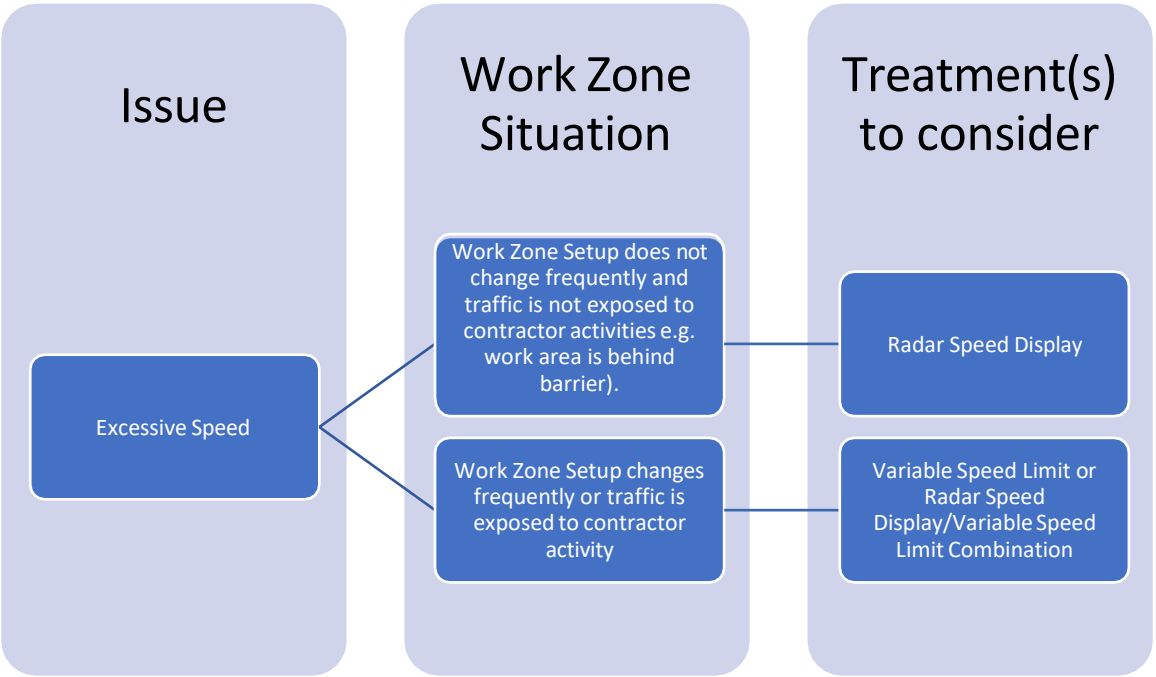 Issue
Work Zone
Situation
Treatment(s)
to consider
Excessive Speed
Work Zone Setup does not
change frequently and
traffic is not exposed to
contractor activities e.g.
work area is behind
barrier).
Radar Speed Display
Work Zone Setup changes
frequently or traffic is
exposed to contractor
activity
Variable Speed Limit or
Radar Speed
Display/Variable Speed
Limit Combination